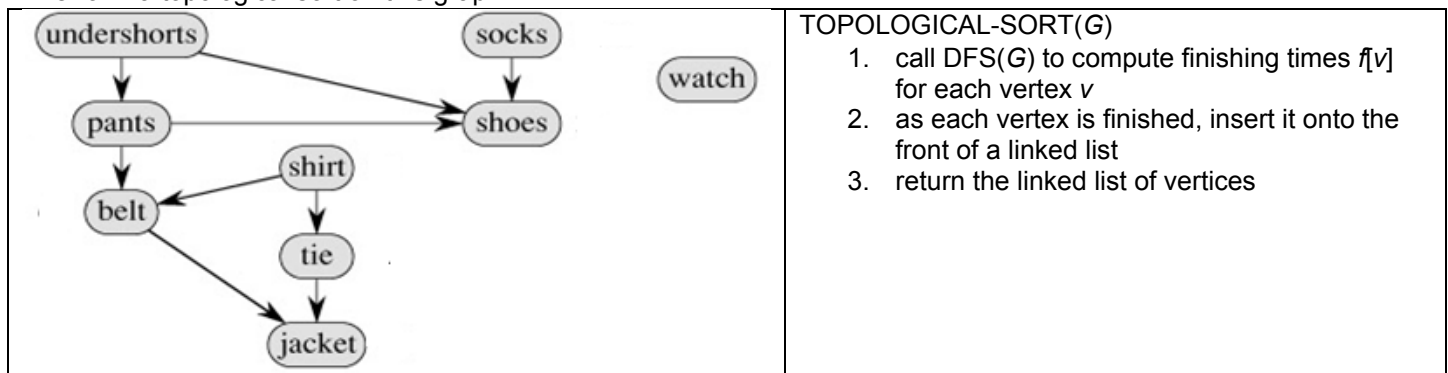 undershorts
socks
watch
pants
shoes
shirt
belt
tie
jacket
TOPOLOGICAL-SORT(G)
1. call DFS(G) to compute finishing times f[v]
for each vertex v
2. as each vertex is finished, insert it onto the
front of a linked list
3. return the linked list of vertices